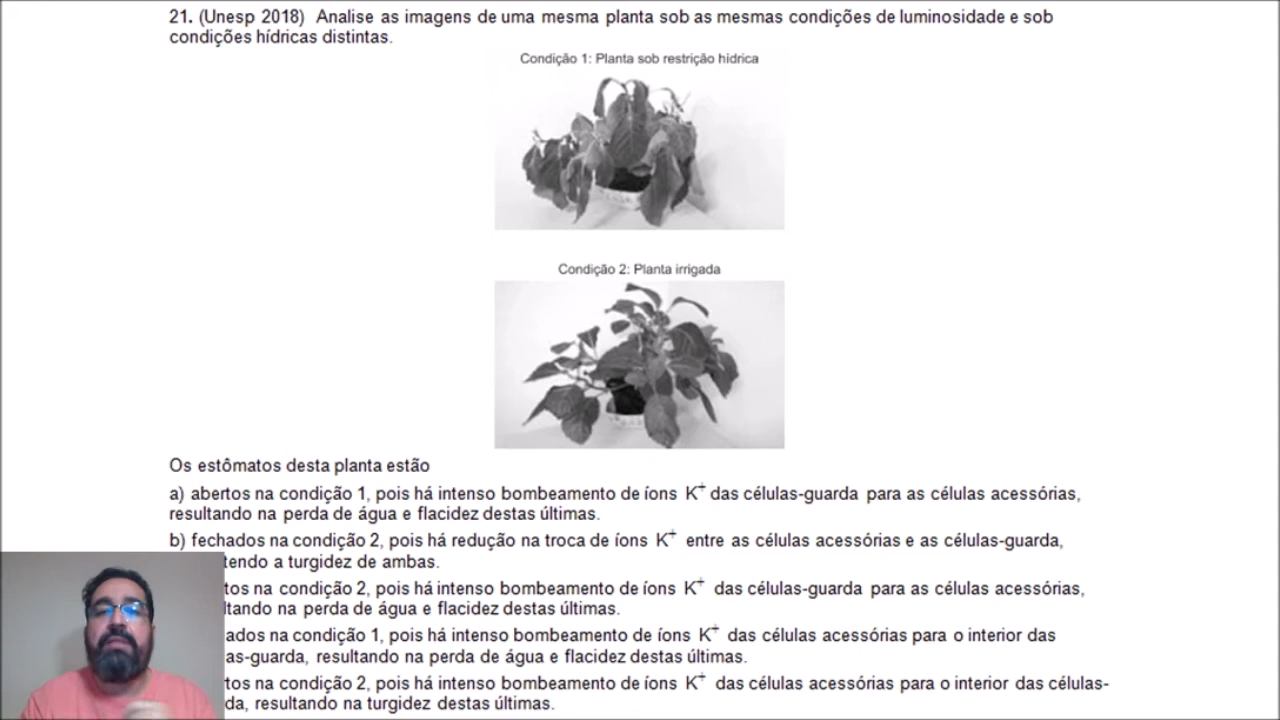 21. (Unesp 2018) Analise as imagens de uma mesma planta sob as mesmas condições de luminosidade e sob
condições hídricas distintas.
Condição 1: Planta sob restrição hídrica
Condição 2: Planta irrigada
Os estômatos desta planta estão
a) abertos na condição 1, pois há intenso bombeamento de íons K⁺ das células-guarda para as células acessórias,
resultando na perda de água e flacidez destas últimas.
b) fechados na condição 2, pois há redução na troca de íons K⁺ entre as células acessórias e as células-guarda,
tendo a turgidez de ambas.
tos na condição 2, pois há intenso bombeamento de íons K⁺ das células-guarda para as células acessórias,
ltando na perda de água e flacidez destas últimas.
ados na condição 1, pois há intenso bombeamento de íons K⁺ das células acessórias para o interior das
as-guarda, resultando na perda de água e flacidez destas últimas.
tos na condição 2, pois há intenso bombeamento de íons K⁺ das células acessórias para o interior das células-
da, resultando na turgidez destas últimas.